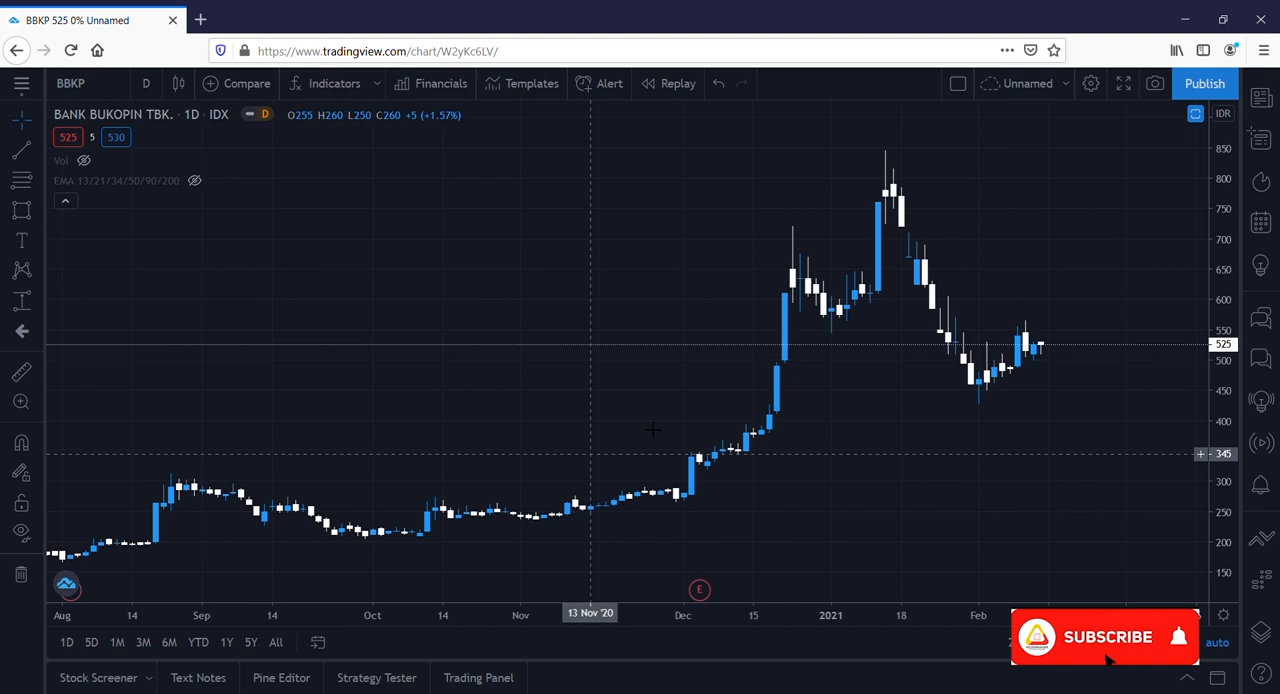 BBKP 525 0% Unnamed
https://www.tradingview.com/chart/W2yKc6LV/
BBKP D Compare Indicators Financials Templates Alert Replay Unnamed Publish
BANK BUKOPIN TBK. · 1D · IDX D O255 H260 L250 C260 +5 (+1.57%) IDR
525 5 530
Vol
EMA 13/21/34/50/90/200
850
800
750
700
650
600
550
525
500
450
400
345
300
250
200
150
E
Aug 14 Sep 14 Oct 14 Nov 13 Nov '20 Dec 15 2021 18 Feb
1D 5D 1M 3M 6M YTD 1Y 5Y All auto
SUBSCRIBE
Stock Screener Text Notes Pine Editor Strategy Tester Trading Panel